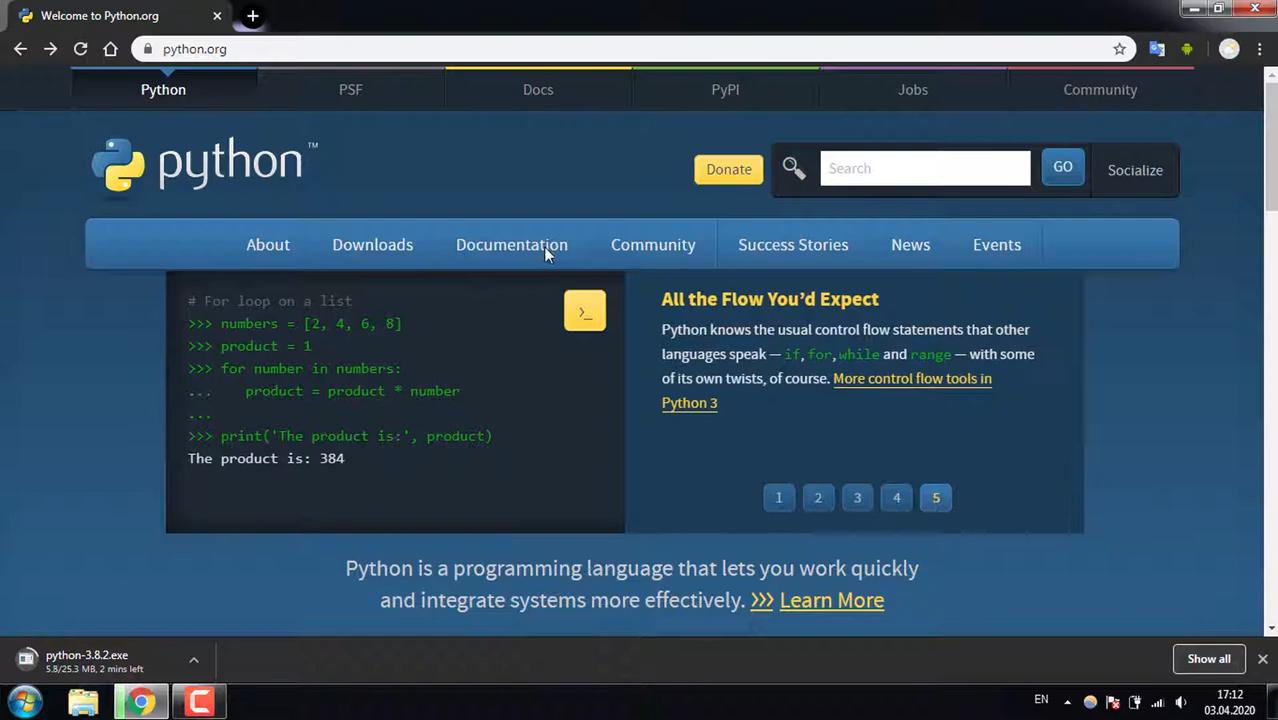 Welcome to Python.org
python.org
Python PSF Docs PyPI Jobs Community
python™
Donate Search GO Socialize
About Downloads Documentation Community Success Stories News Events
# For loop on a list
>>> numbers = [2, 4, 6, 8]
>>> product = 1
>>> for number in numbers:
...    product = product * number
...
>>> print('The product is:', product)
The product is: 384
>_
All the Flow You'd Expect
Python knows the usual control flow statements that other
languages speak — if, for, while and range — with some
of its own twists, of course. More control flow tools in
Python 3
1 2 3 4 5
Python is a programming language that lets you work quickly
and integrate systems more effectively. >>> Learn More
python-3.8.2.exe
5.8/25.3 MB, 2 mins left
Show all
EN
17:12
03.04.2020